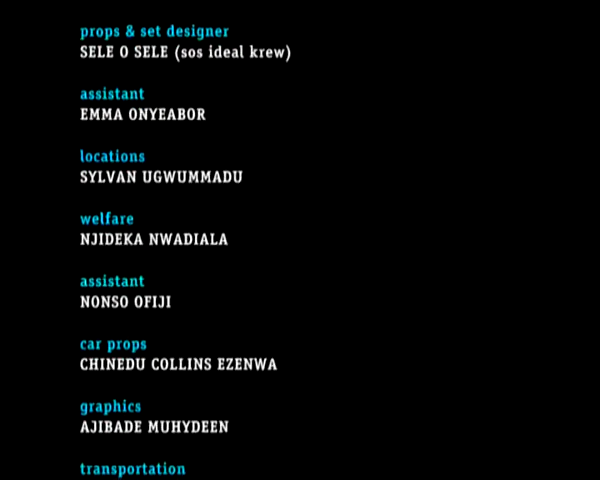 props & set designer
SELE O SELE (sos ideal krew)
assistant
EMMA ONYEABOR
locations
SYLVAN UGWUMMADU
welfare
NJIDEKA NWADIALA
assistant
NONSO OFIJI
car props
CHINEDU COLLINS EZENWA
graphics
AJIBADE MUHYDEEN
transportation